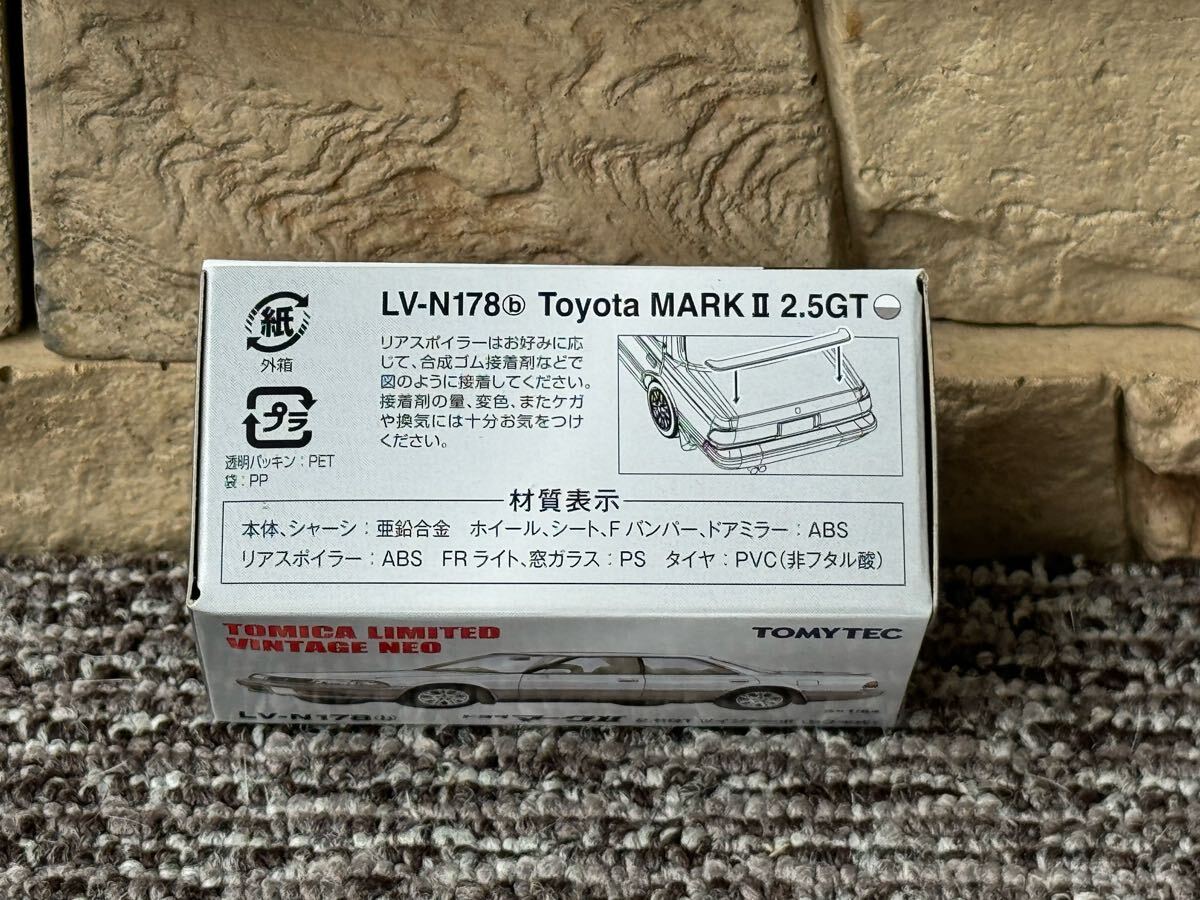 LV-N178ⓑ Toyota MARK Ⅱ 2.5GT
紙
外箱
プラ
透明パッキン:PET
袋:PP
リアスポイラーはお好みに応
じて、合成ゴム接着剤などで
図のように接着してください。
接着剤の量、変色、またケガ
や換気には十分お気をつけ
ください。
材質表示
本体、シャーシ:亜鉛合金 ホイール、シート、Fバンパー、ドアミラー:ABS
リアスポイラー:ABS FRライト、窓ガラス:PS タイヤ:PVC(非フタル酸)
TOMICA LIMITED
VINTAGE NEO
TOMYTEC
LV-N178ⓑ トヨタ マークⅡ